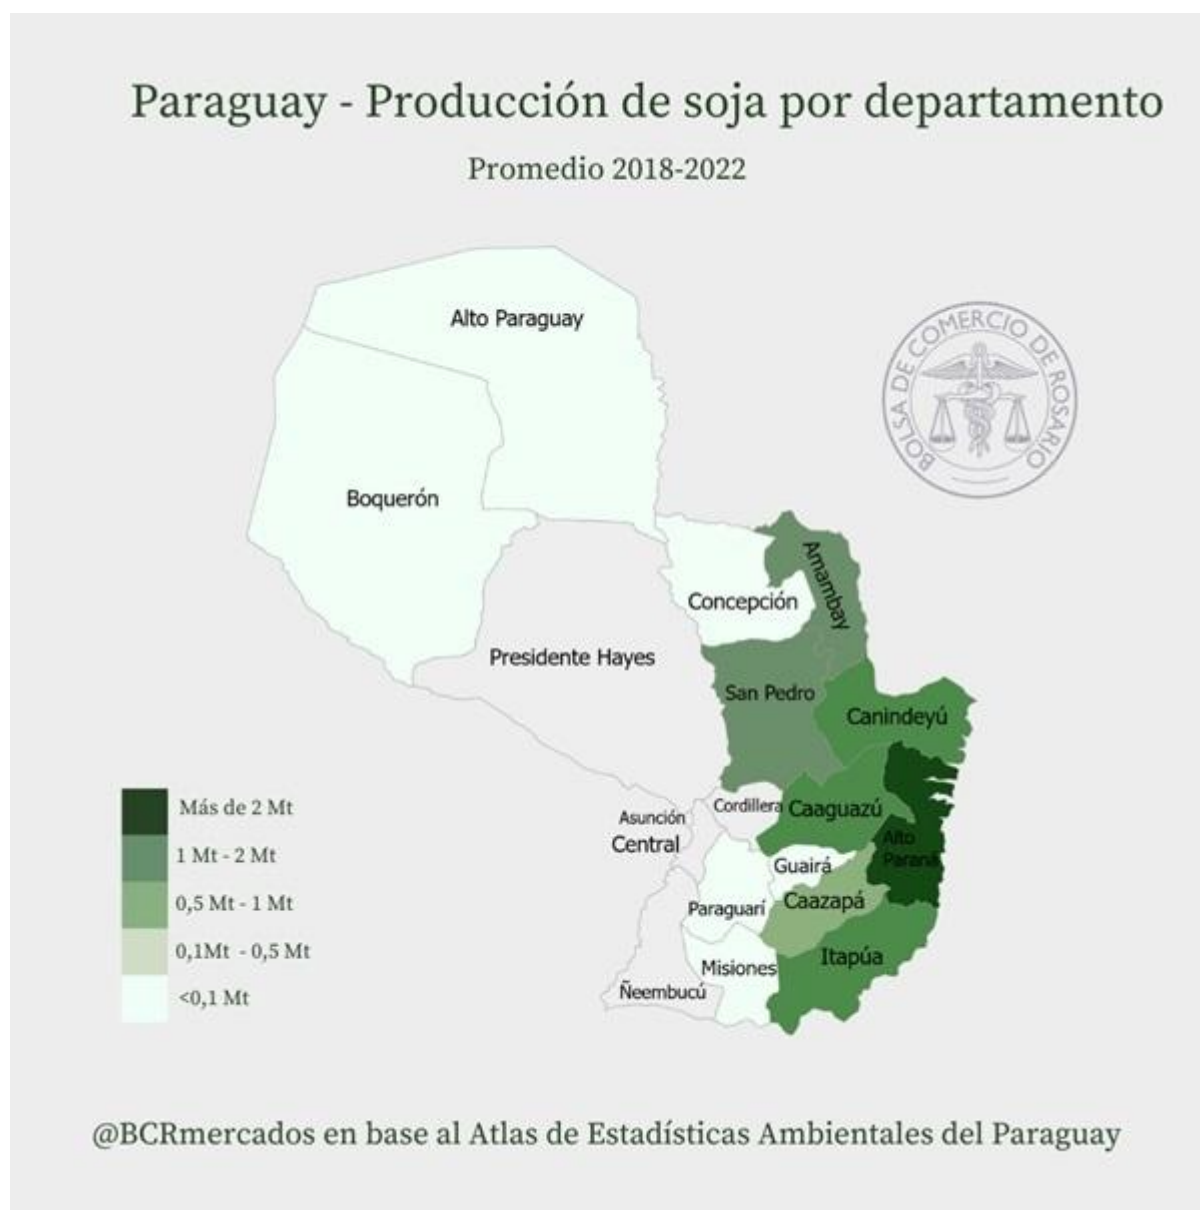 Paraguay - Producción de soja por departamento
Promedio 2018-2022
Alto Paraguay
BOLSA DE COMERCIO DE ROSARIO
Boquerón
Amambay
Concepción
Presidente Hayes
San Pedro
Canindeyú
Cordillera
Caaguazú
Asunción
Central
Alto
Paraná
Guairá
Caazapá
Paraguarí
Itapúa
Misiones
Ñeembucú
Más de 2 Mt
1 Mt - 2 Mt
0,5 Mt - 1 Mt
0,1Mt - 0,5 Mt
<0,1 Mt
@BCRmercados en base al Atlas de Estadísticas Ambientales del Paraguay